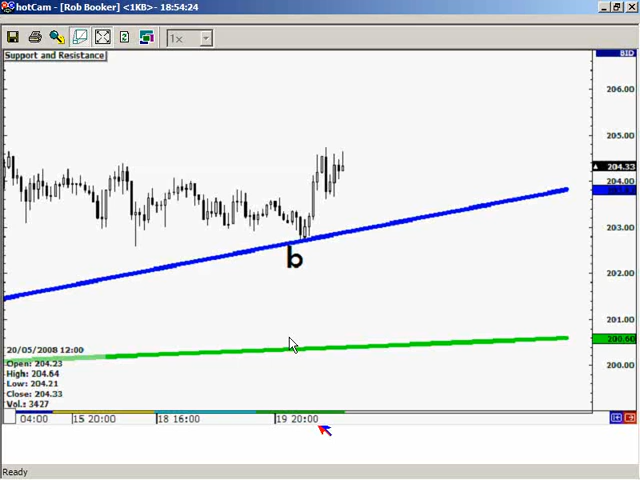 hotCam - [Rob Booker] <1KB>- 18:54:24
1x
Support and Resistance
BID
206.00
205.00
204.33
204.00
203.00
202.00
201.00
200.60
200.00
b
20/05/2008 12:00
Open: 204.23
High: 204.64
Low: 204.21
Close: 204.33
Vol.: 3427
04:00 15 20:00 18 16:00 19 20:00
Ready